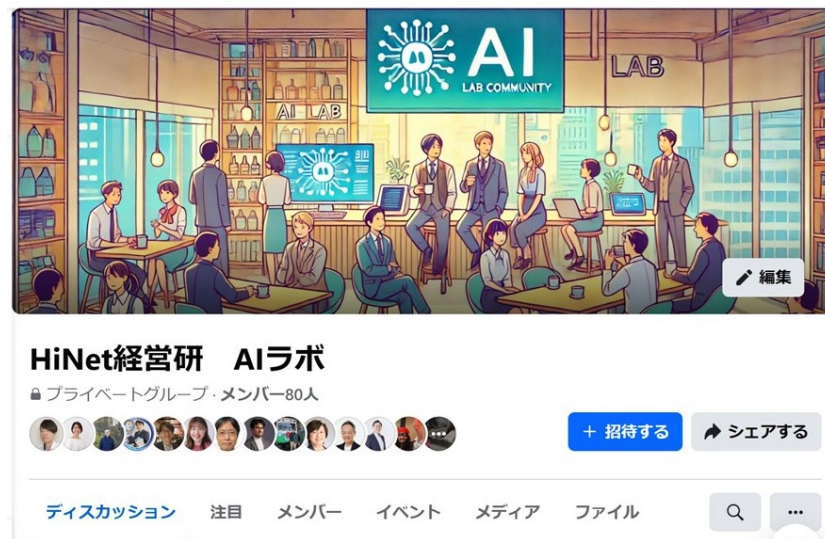 AI
LAB COMMUNITY
LAB
AI LAB
編集
HiNet経営研　AIラボ
プライベートグループ · メンバー80人
+ 招待する
シェアする
ディスカッション 注目 メンバー イベント メディア ファイル